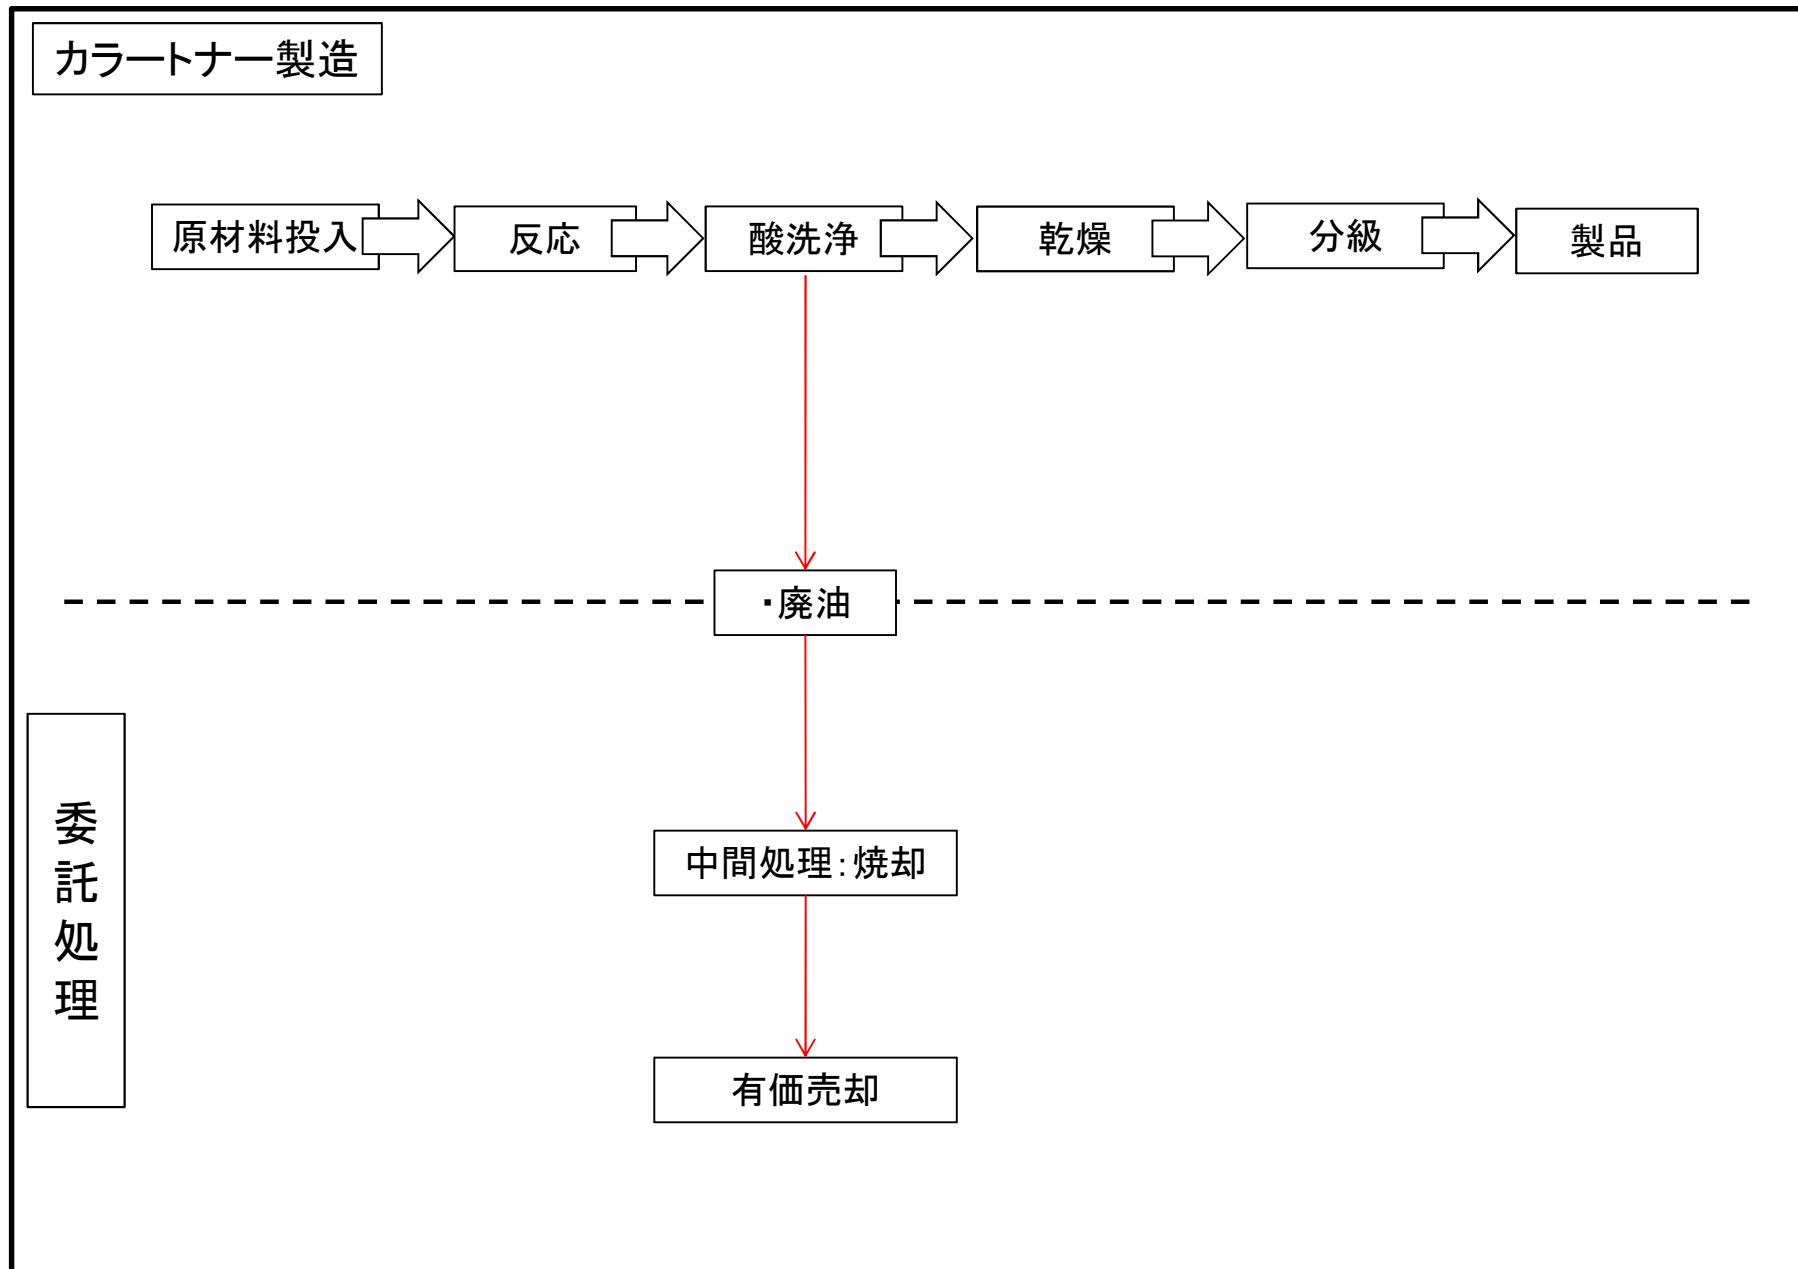 カラートナー製造
原材料投入
反応
酸洗浄
乾燥
分級
製品
・廃油
委託処理
中間処理：焼却
有価売却